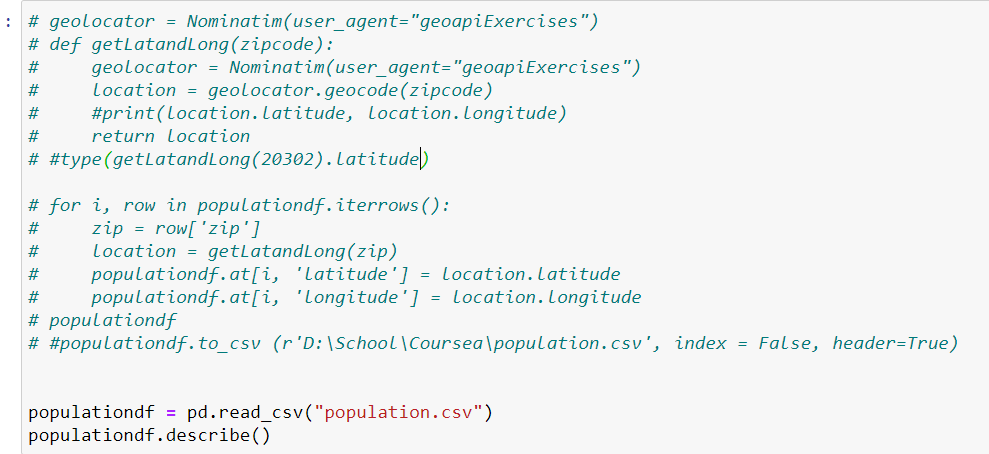 : # geolocator = Nominatim(user_agent="geoapiExercises")
# def getLatandLong(zipcode):
#     geolocator = Nominatim(user_agent="geoapiExercises")
#     location = geolocator.geocode(zipcode)
#     #print(location.latitude, location.longitude)
#     return location
# #type(getLatandLong(20302).latitude)

# for i, row in populationdf.iterrows():
#     zip = row['zip']
#     location = getLatandLong(zip)
#     populationdf.at[i, 'latitude'] = location.latitude
#     populationdf.at[i, 'longitude'] = location.longitude
# populationdf
# #populationdf.to_csv (r'D:\School\Coursea\population.csv', index = False, header=True)

populationdf = pd.read_csv("population.csv")
populationdf.describe()